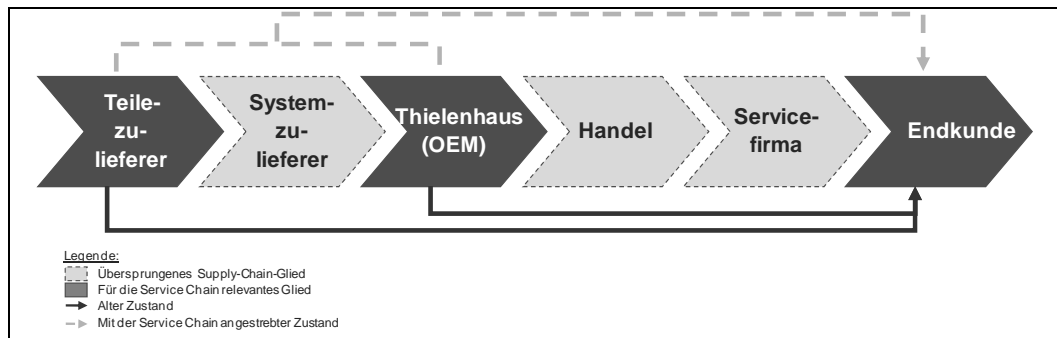 Teile-
zu-
lieferer
System-
zu-
lieferer
Thielenhaus
(OEM)
Handel
Service-
firma
Endkunde
Legende:
Übersprungenes Supply-Chain-Glied
Für die Service Chain relevantes Glied
Alter Zustand
Mit der Service Chain angestrebter Zustand